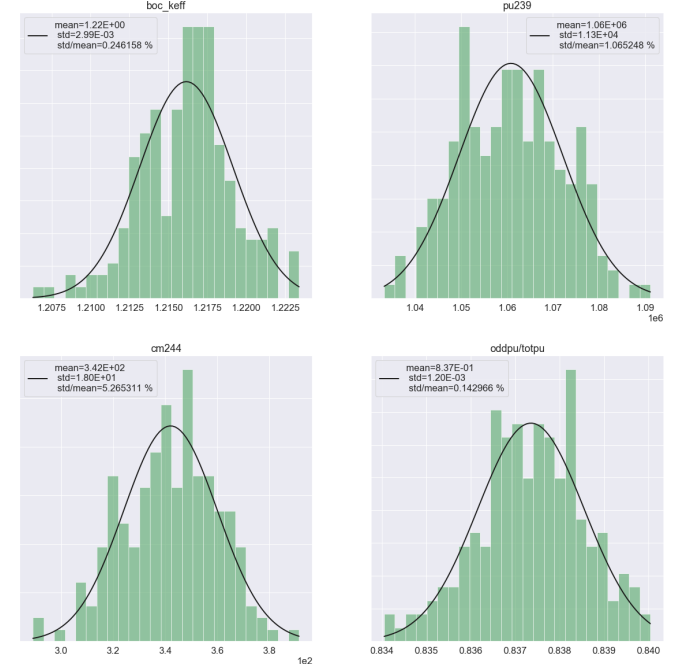 boc_keff
mean=1.22E+00
std=2.99E-03
std/mean=0.246158 %
1.2075 1.2100 1.2125 1.2150 1.2175 1.2200 1.2225
pu239
mean=1.06E+06
std=1.13E+04
std/mean=1.065248 %
1.04 1.05 1.06 1.07 1.08 1.09
1e6
cm244
mean=3.42E+02
std=1.80E+01
std/mean=5.265311 %
3.0 3.2 3.4 3.6 3.8
1e2
oddpu/totpu
mean=8.37E-01
std=1.20E-03
std/mean=0.142966 %
0.834 0.835 0.836 0.837 0.838 0.839 0.840